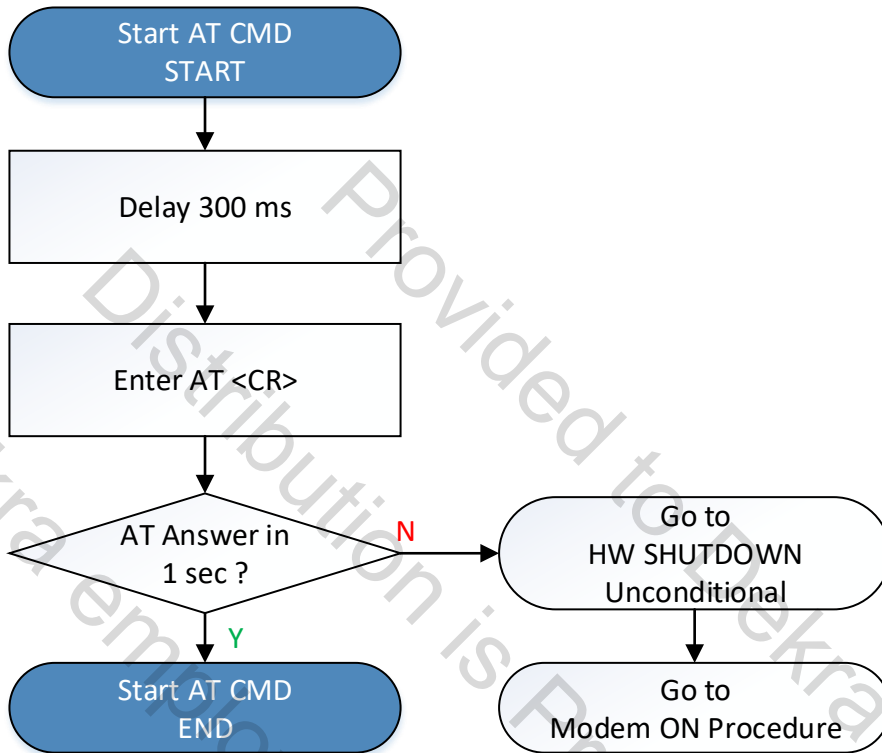 Start AT CMD
START
Delay 300 ms
Enter AT <CR>
AT Answer in
1 sec ?
N
Y
Go to
HW SHUTDOWN
Unconditional
Start AT CMD
END
Go to
Modem ON Procedure
Provided to Dekra
Distribution is